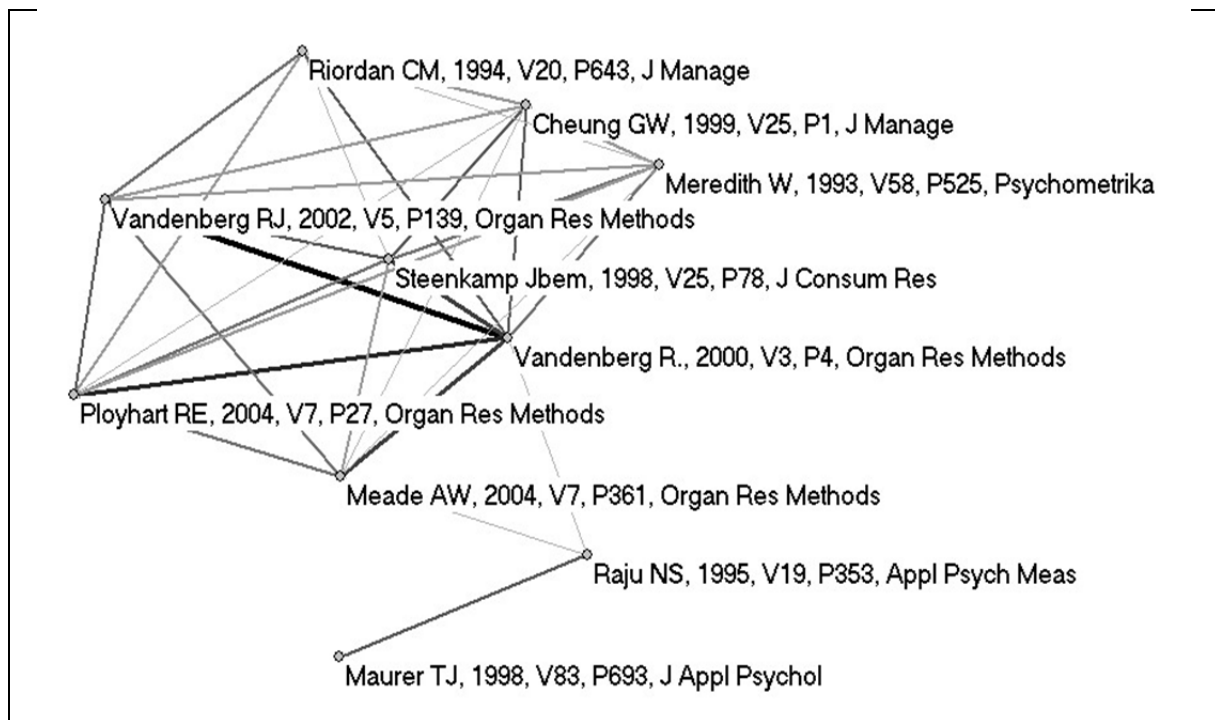 Riordan CM, 1994, V20, P643, J Manage
Cheung GW, 1999, V25, P1, J Manage
Meredith W, 1993, V58, P525, Psychometrika
Vandenberg RJ, 2002, V5, P139, Organ Res Methods
Steenkamp Jbem, 1998, V25, P78, J Consum Res
Vandenberg R., 2000, V3, P4, Organ Res Methods
Ployhart RE, 2004, V7, P27, Organ Res Methods
Meade AW, 2004, V7, P361, Organ Res Methods
Raju NS, 1995, V19, P353, Appl Psych Meas
Maurer TJ, 1998, V83, P693, J Appl Psychol